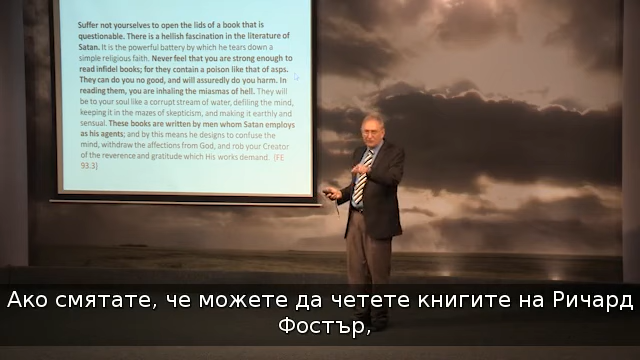 Suffer not yourselves to open the lids of a book that is
questionable. There is a hellish fascination in the literature of
Satan. It is the powerful battery by which he tears down a
simple religious faith. Never feel that you are strong enough to
read infidel books; for they contain a poison like that of asps.
They can do you no good, and will assuredly do you harm. In
reading them, you are inhaling the miasmas of hell. They will
be to your soul like a corrupt stream of water, defiling the mind,
keeping it in the mazes of skepticism, and making it earthly and
sensual. These books are written by men whom Satan employs
as his agents; and by this means he designs to confuse the
mind, withdraw the affections from God, and rob your Creator
of the reverence and gratitude which His works demand. [FE
93.3]
Ако смятате, че можете да четете книгите на Ричард
Фостър,